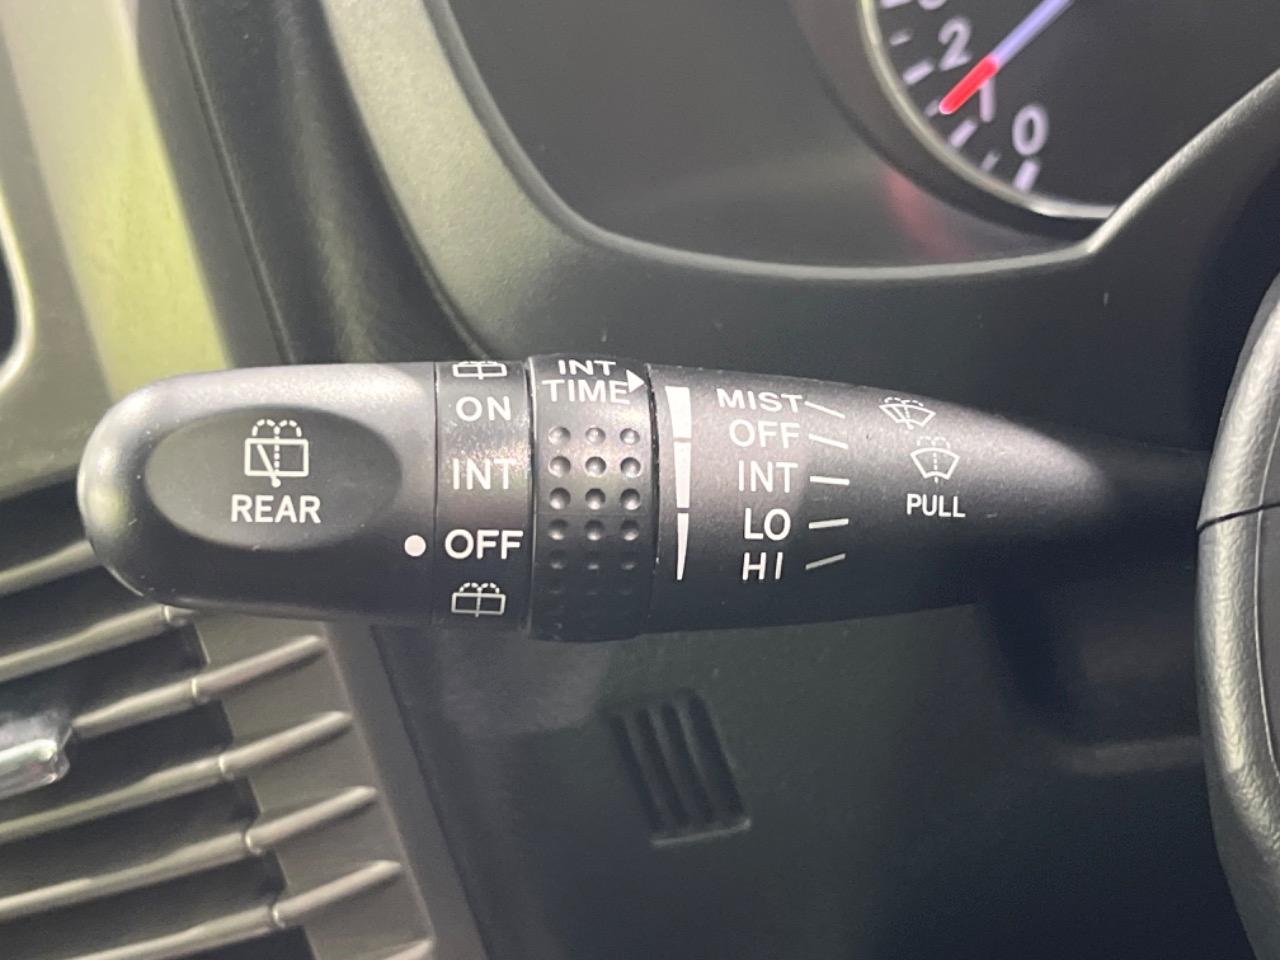 2
0
REAR
ON
INT
OFF
INT
TIME
MIST
OFF
INT
LO
HI
PULL